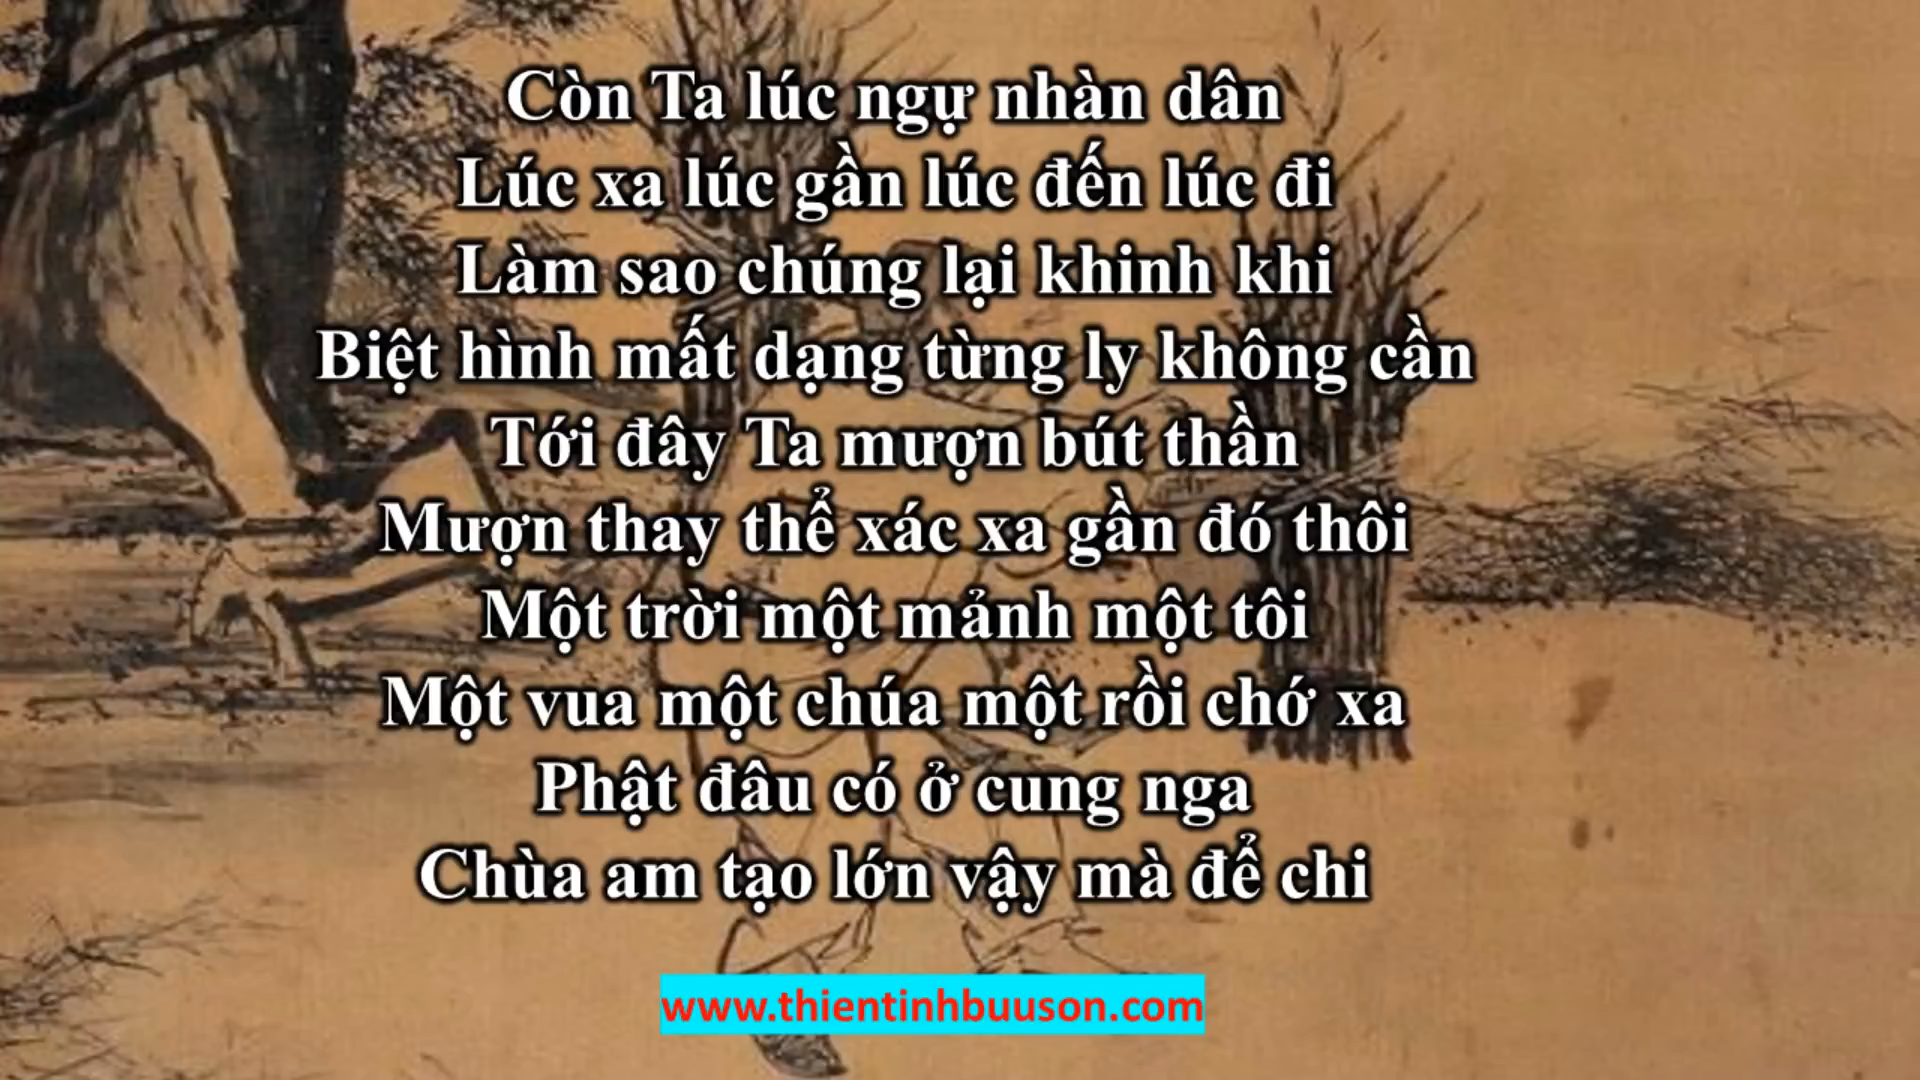 Còn Ta lúc ngự nhàn dân
Lúc xa lúc gần lúc đến lúc đi
Làm sao chúng lại khinh khi
Biệt hình mất dạng từng ly không cần
Tới đây Ta mượn bút thần
Mượn thay thể xác xa gần đó thôi
Một trời một mảnh một tôi
Một vua một chúa một rồi chớ xa
Phật đâu có ở cung nga
Chùa am tạo lớn vậy mà để chi
www.thientinhbuuson.com